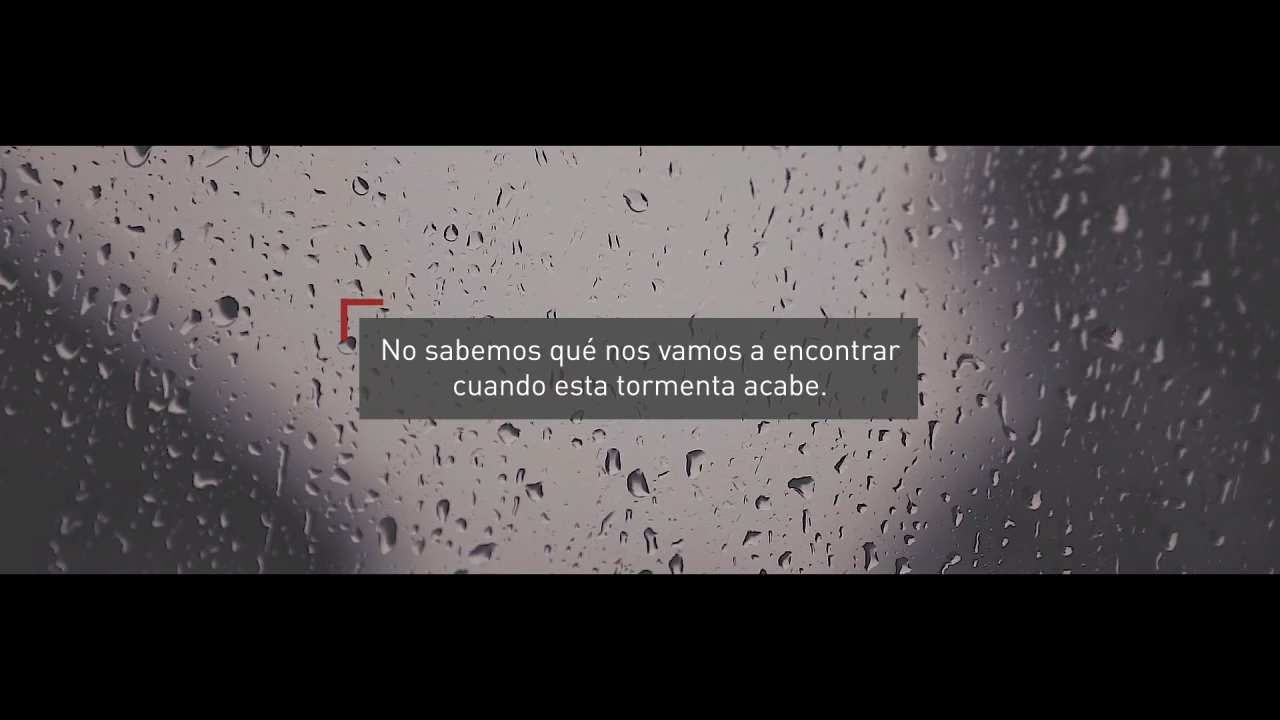 No sabemos qué nos vamos a encontrar
cuando esta tormenta acabe.